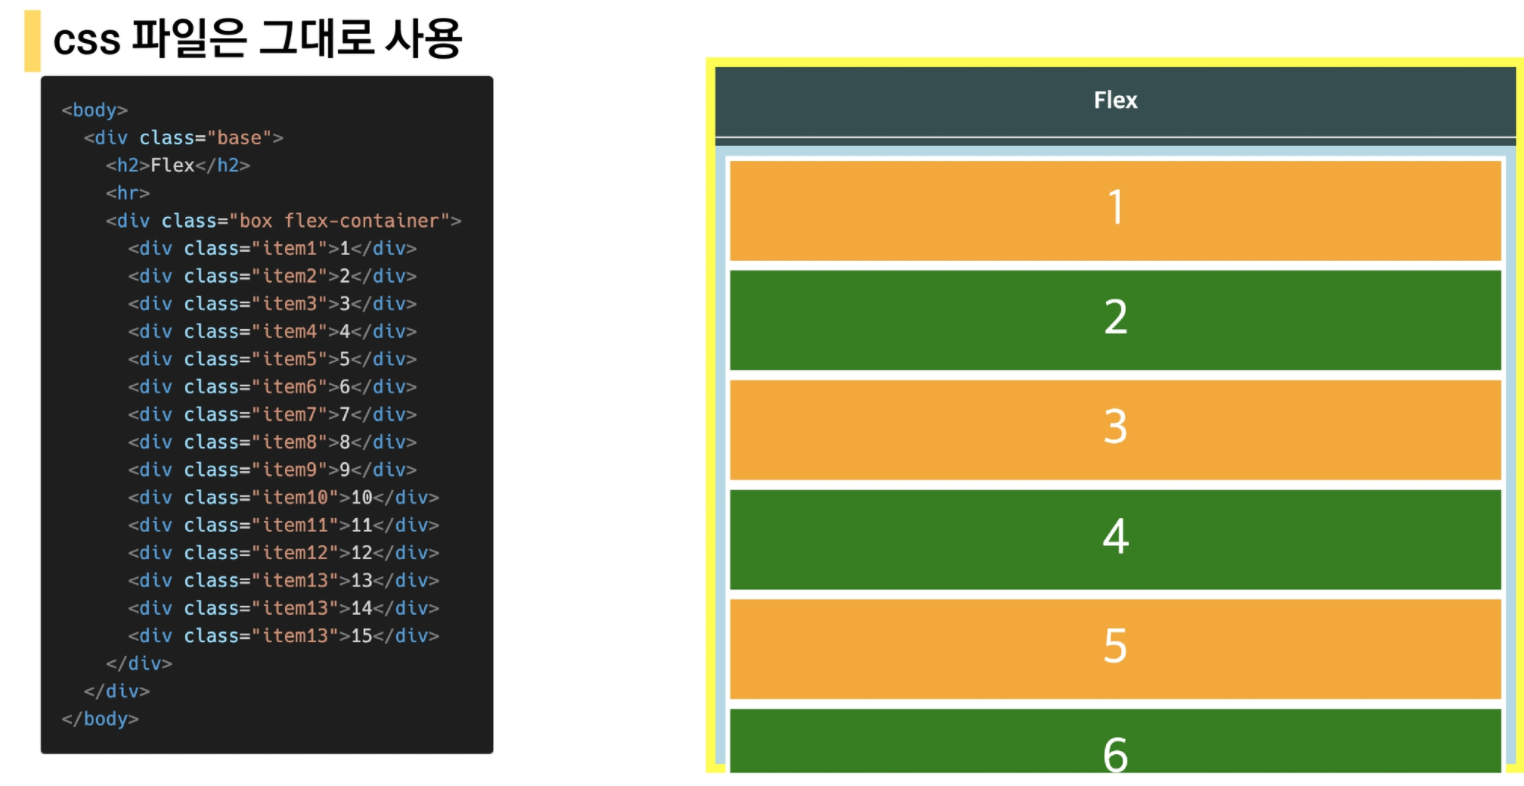 css 파일은 그대로 사용
<body>
<div class="base">
<h2>Flex</h2>
<hr>
<div class="box flex-container">
<div class="item1">1</div>
<div class="item2">2</div>
<div class="item3">3</div>
<div class="item4">4</div>
<div class="item5">5</div>
<div class="item6">6</div>
<div class="item7">7</div>
<div class="item8">8</div>
<div class="item9">9</div>
<div class="item10">10</div>
<div class="item11">11</div>
<div class="item12">12</div>
<div class="item13">13</div>
<div class="item13">14</div>
<div class="item13">15</div>
</div>
</div>
</body>
Flex
1
2
3
4
5
6